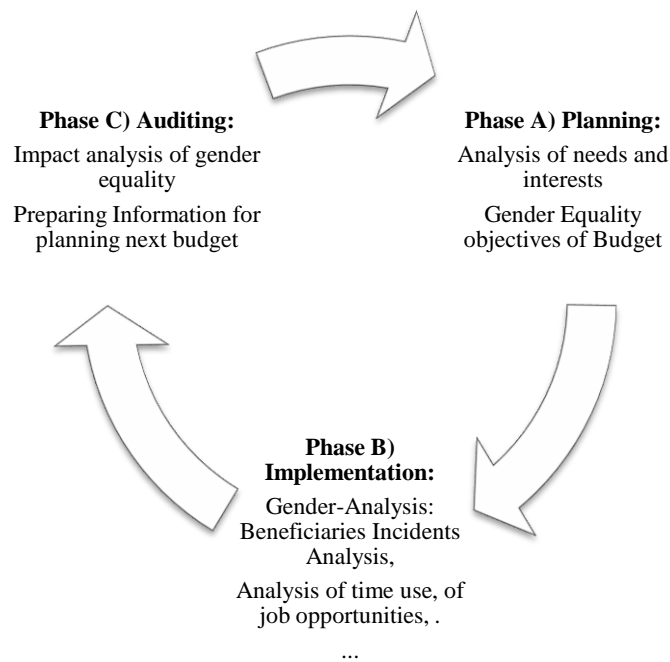 Phase C) Auditing:
Impact analysis of gender
equality
Preparing Information for
planning next budget
Phase A) Planning:
Analysis of needs and
interests
Gender Equality
objectives of Budget
Phase B)
Implementation:
Gender-Analysis:
Beneficiaries Incidents
Analysis,
Analysis of time use, of
job opportunities, .
...